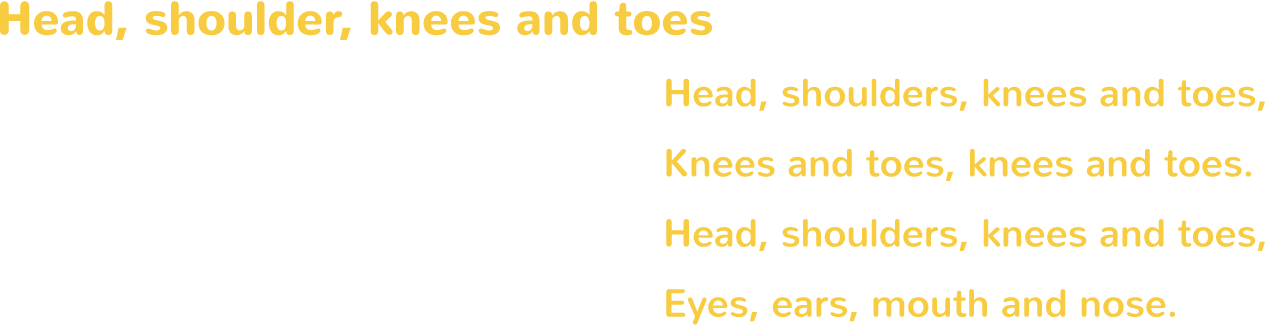 Head, shoulder, knees and toes
Head, shoulders, knees and toes,
Knees and toes, knees and toes.
Head, shoulders, knees and toes,
Eyes, ears, mouth and nose.